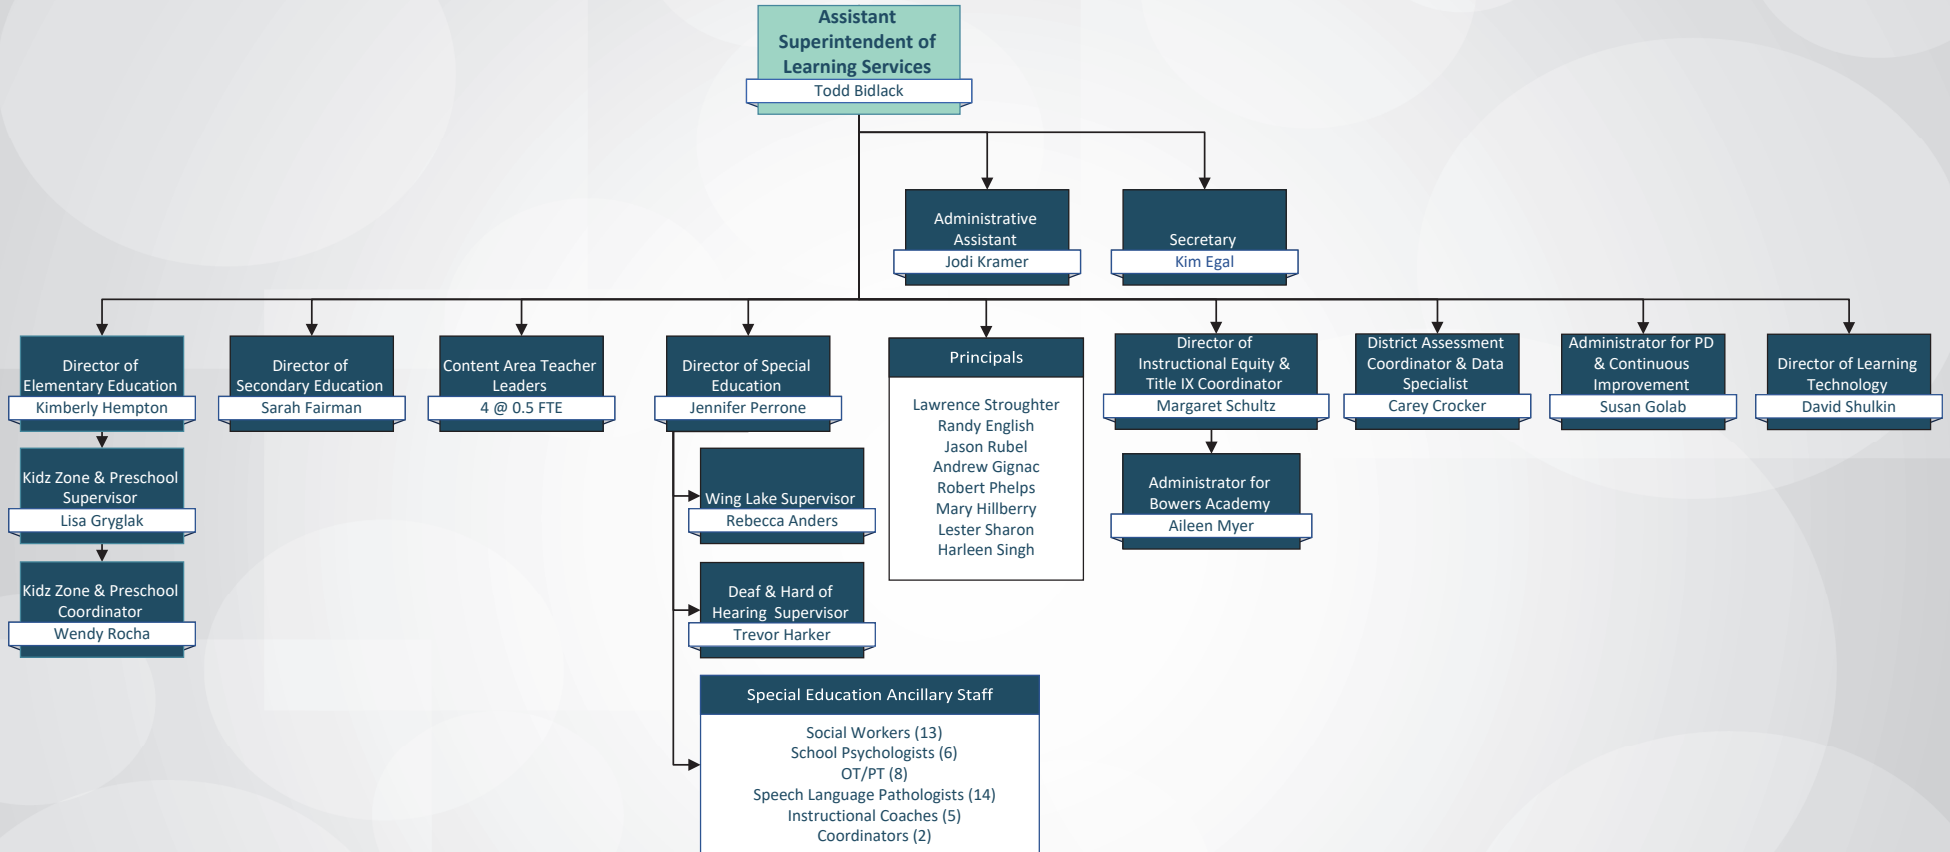 Assistant
Superintendent of
Learning Services
Todd Bidlack
Administrative
Assistant
Jodi Kramer
Secretary
Kim Egal
Director of
Elementary Education
Kimberly Hempton
Director of
Secondary Education
Sarah Fairman
Content Area Teacher
Leaders
4 @ 0.5 FTE
Director of Special
Education
Jennifer Perrone
Principals
Lawrence Stroughter
Randy English
Jason Rubel
Andrew Gignac
Robert Phelps
Mary Hillberry
Lester Sharon
Harleen Singh
Director of
Instructional Equity &
Title IX Coordinator
Margaret Schultz
District Assessment
Coordinator & Data
Specialist
Carey Crocker
Administrator for PD
& Continuous
Improvement
Susan Golab
Director of Learning
Technology
David Shulkin
Kidz Zone & Preschool
Supervisor
Lisa Gryglak
Kidz Zone & Preschool
Coordinator
Wendy Rocha
Wing Lake Supervisor
Rebecca Anders
Deaf & Hard of
Hearing  Supervisor
Trevor Harker
Special Education Ancillary Staff
Social Workers (13)
School Psychologists (6)
OT/PT (8)
Speech Language Pathologists (14)
Instructional Coaches (5)
Coordinators (2)
Administrator for
Bowers Academy
Aileen Myer